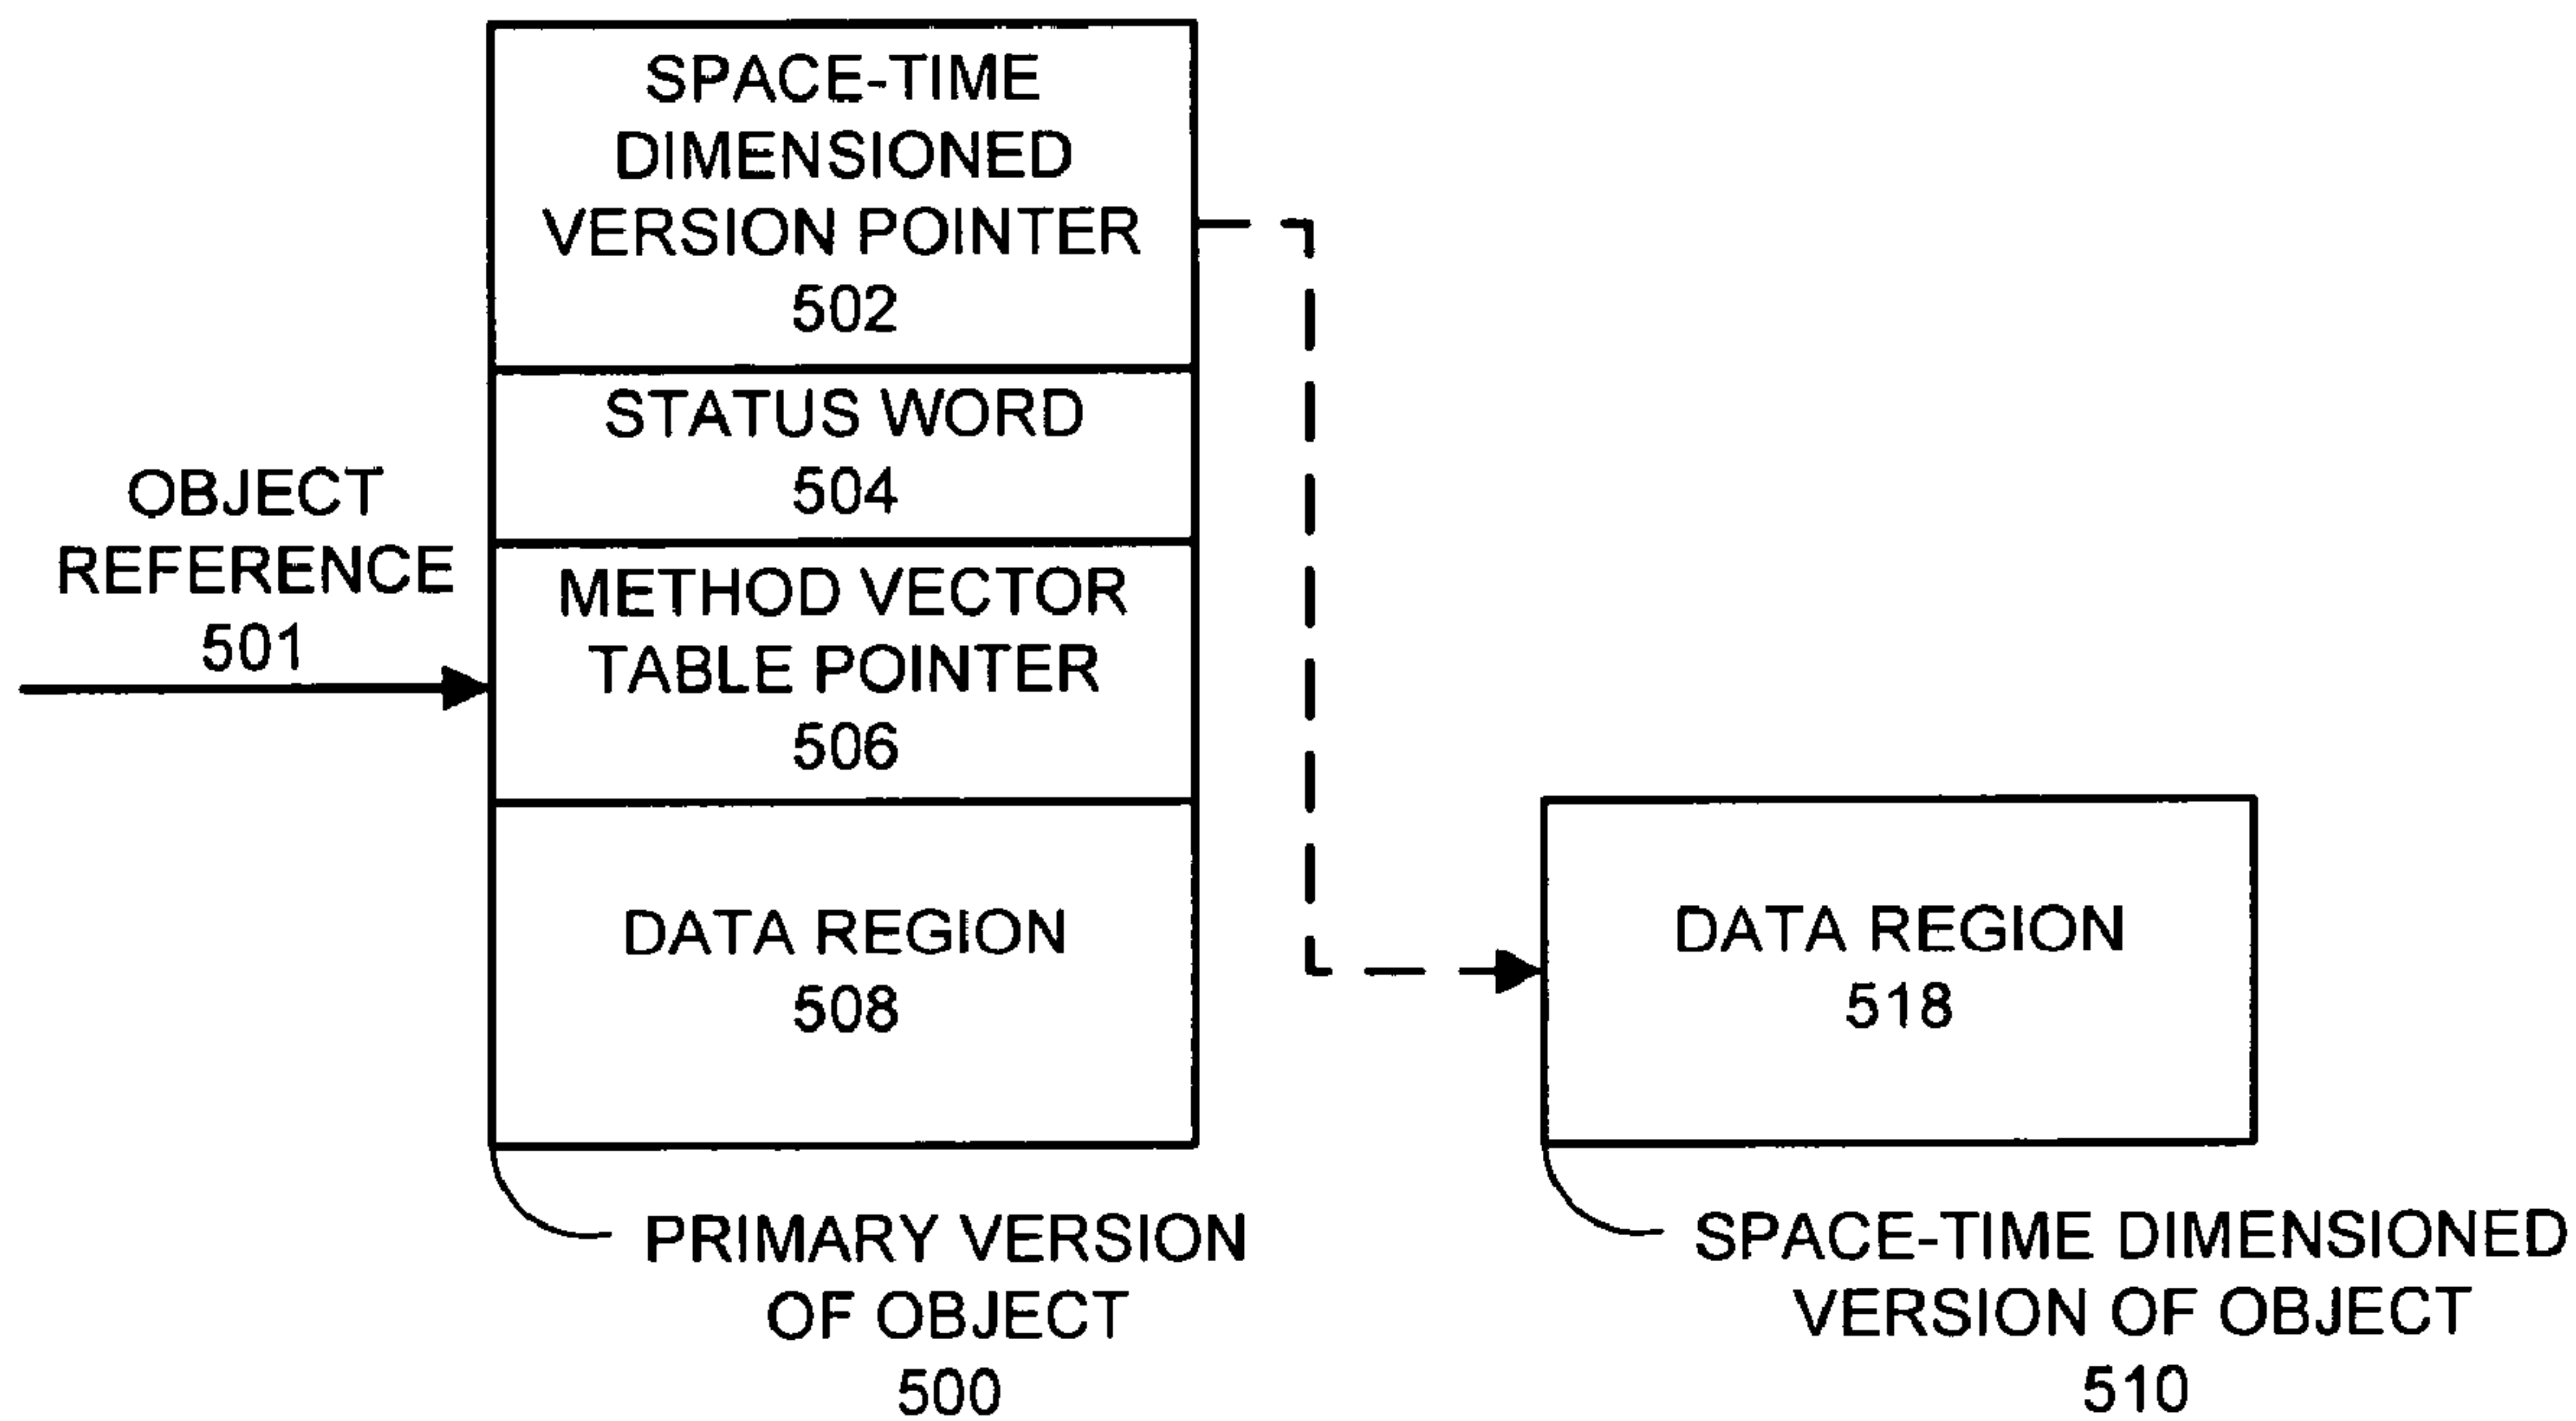 SPACE-TIME
DIMENSIONED
VERSION POINTER
502
STATUS WORD
504
OBJECT
REFERENCE
501
METHOD VECTOR
TABLE POINTER
506
DATA REGION
508
DATA REGION
518
PRIMARY VERSION
OF OBJECT
500
SPACE-TIME DIMENSIONED
VERSION OF OBJECT
510